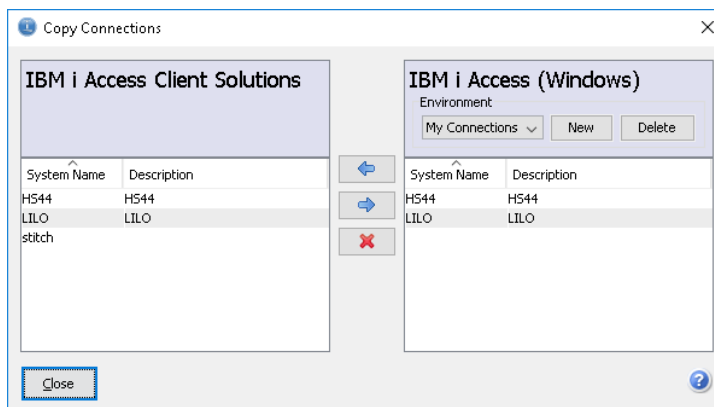 Copy Connections
IBM i Access Client Solutions
System Name Description
HS44 HS44
LILO LILO
stitch
IBM i Access (Windows)
Environment
My Connections New Delete
System Name Description
HS44 HS44
LILO LILO
Close